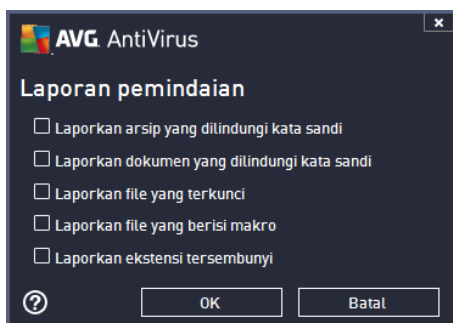 AVG AntiVirus
Laporan pemindaian
Laporkan arsip yang dilindungi kata sandi
Laporkan dokumen yang dilindungi kata sandi
Laporkan file yang terkunci
Laporkan file yang berisi makro
Laporkan ekstensi tersembunyi
OK
Batal